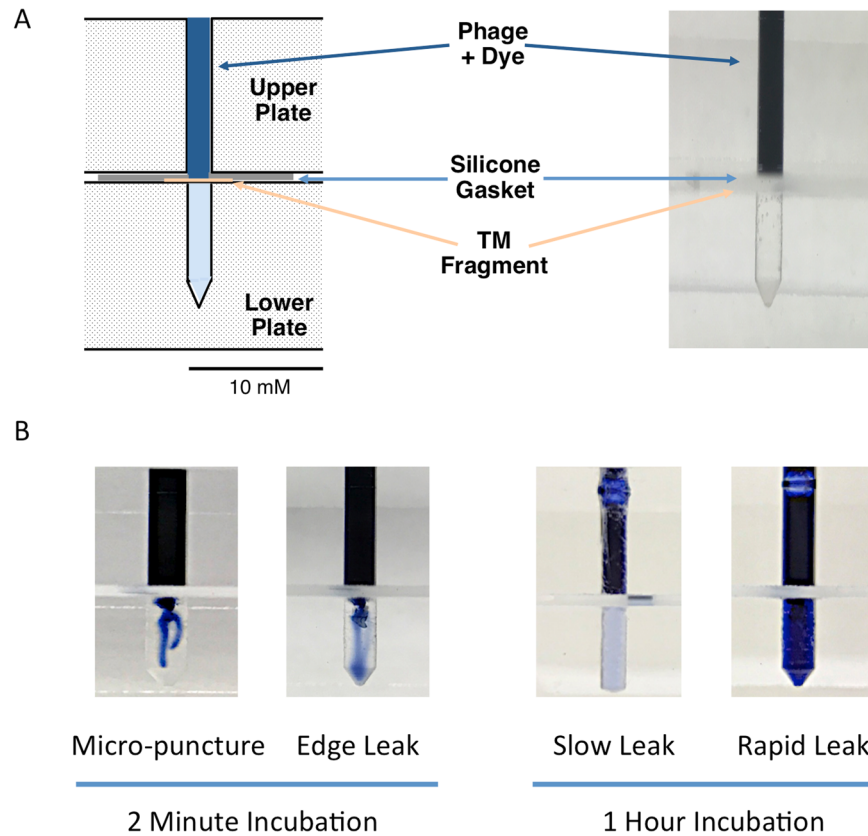 A
Phage
+ Dye
Upper
Plate
Silicone
Gasket
TM
Fragment
Lower
Plate
10 mM
B
Micro-puncture
Edge Leak
Slow Leak
Rapid Leak
2 Minute Incubation
1 Hour Incubation